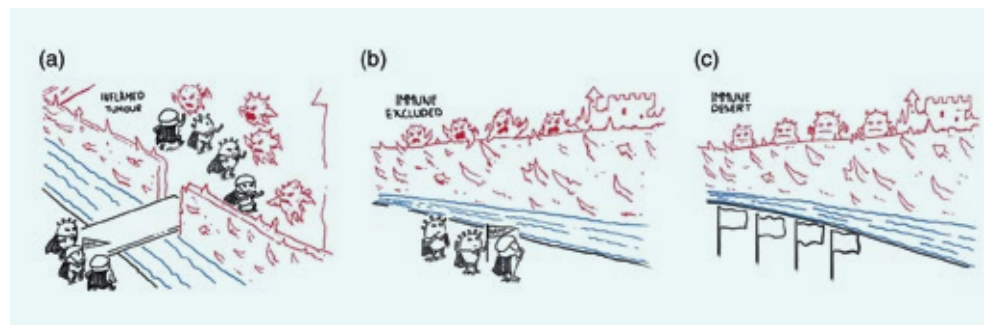 (a)
INFLAMED
TUMOUR
(b)
IMMUNE
EXCLUDED
(c)
IMMUNE
DESERT